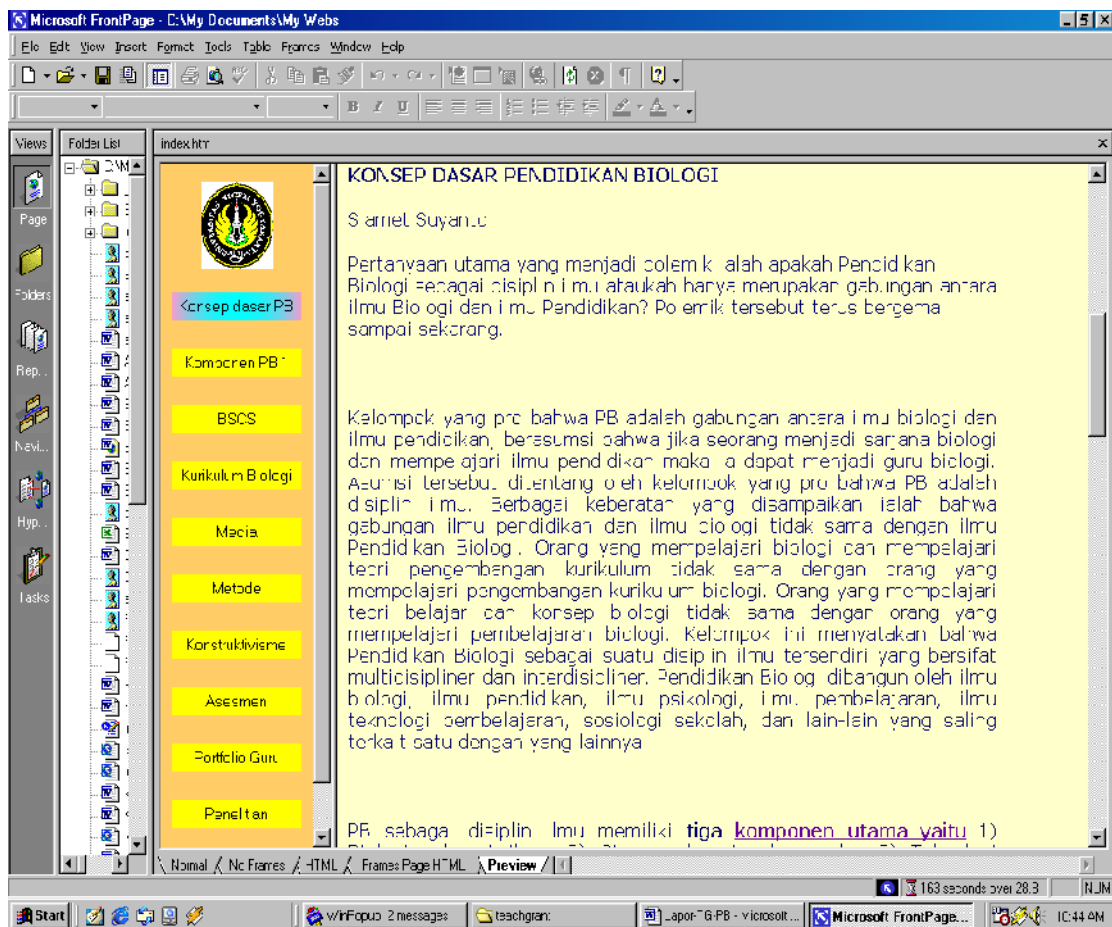 Microsoft FrontPage - C:\My Documents\My Webs
File Edit View Insert Format Tools Table Frames Window Help
Views
Folder List
index.htm
Page
Folders
Rep...
Navi...
Hyp...
Tasks
Konsep dasar PB
Komponen PB
BSCS
Kurikulum Biologi
Media
Metode
Konstruktivisme
Asesmen
Portfolio Guru
Penelitian
KONSEP DASAR PENDIDIKAN BIOLOGI
Slamet Suyanto
Pertanyaan utama yang menjadi polemik ialah apakah Pendidikan
Biologi sebagai disiplin ilmu ataukah hanya merupakan gabungan antara
ilmu Biologi dan ilmu Pendidikan? Polemik tersebut terus bergema
sampai sekarang.
Kelompok yang pro bahwa PB adalah gabungan antara ilmu biologi dan
ilmu pendidikan, berasumsi bahwa jika seorang menjadi sarjana biologi
dan mempelajari ilmu pendidikan maka ia dapat menjadi guru biologi.
Asumsi tersebut ditentang oleh kelompok yang pro bahwa PB adalah
disiplin ilmu. Berbagai keberatan yang disampaikan ialah bahwa
gabungan ilmu pendidikan dan ilmu biologi tidak sama dengan ilmu
Pendidikan Biologi. Orang yang mempelajari biologi dan mempelajari
teori pengembangan kurikulum tidak sama dengan orang yang
mempelajari pengembangan kurikulum biologi. Orang yang mempelajari
teori belajar dan konsep biologi tidak sama dengan orang yang
mempelajari pembelajaran biologi. Kelompok ini menyatakan bahwa
Pendidikan Biologi sebagai suatu disiplin ilmu tersendiri yang bersifat
multidisipliner dan interdisipliner. Pendidikan Biologi dibangun oleh ilmu
biologi, ilmu pendidikan, ilmu psikologi, ilmu pembelajaran, ilmu
teknologi pembelajaran, sosiologi sekolah, dan lain-lain yang saling
terkait satu dengan yang lainnya
PB sebagai disiplin ilmu memiliki tiga komponen utama yaitu 1)
Normal No Frames HTML Frames Page HTML Preview
163 seconds over 28.8
NUM
Start
WinPopup 2 messages
teachgrant
Lapor-TG-PB - Microsoft ...
Microsoft FrontPage...
10:44 AM